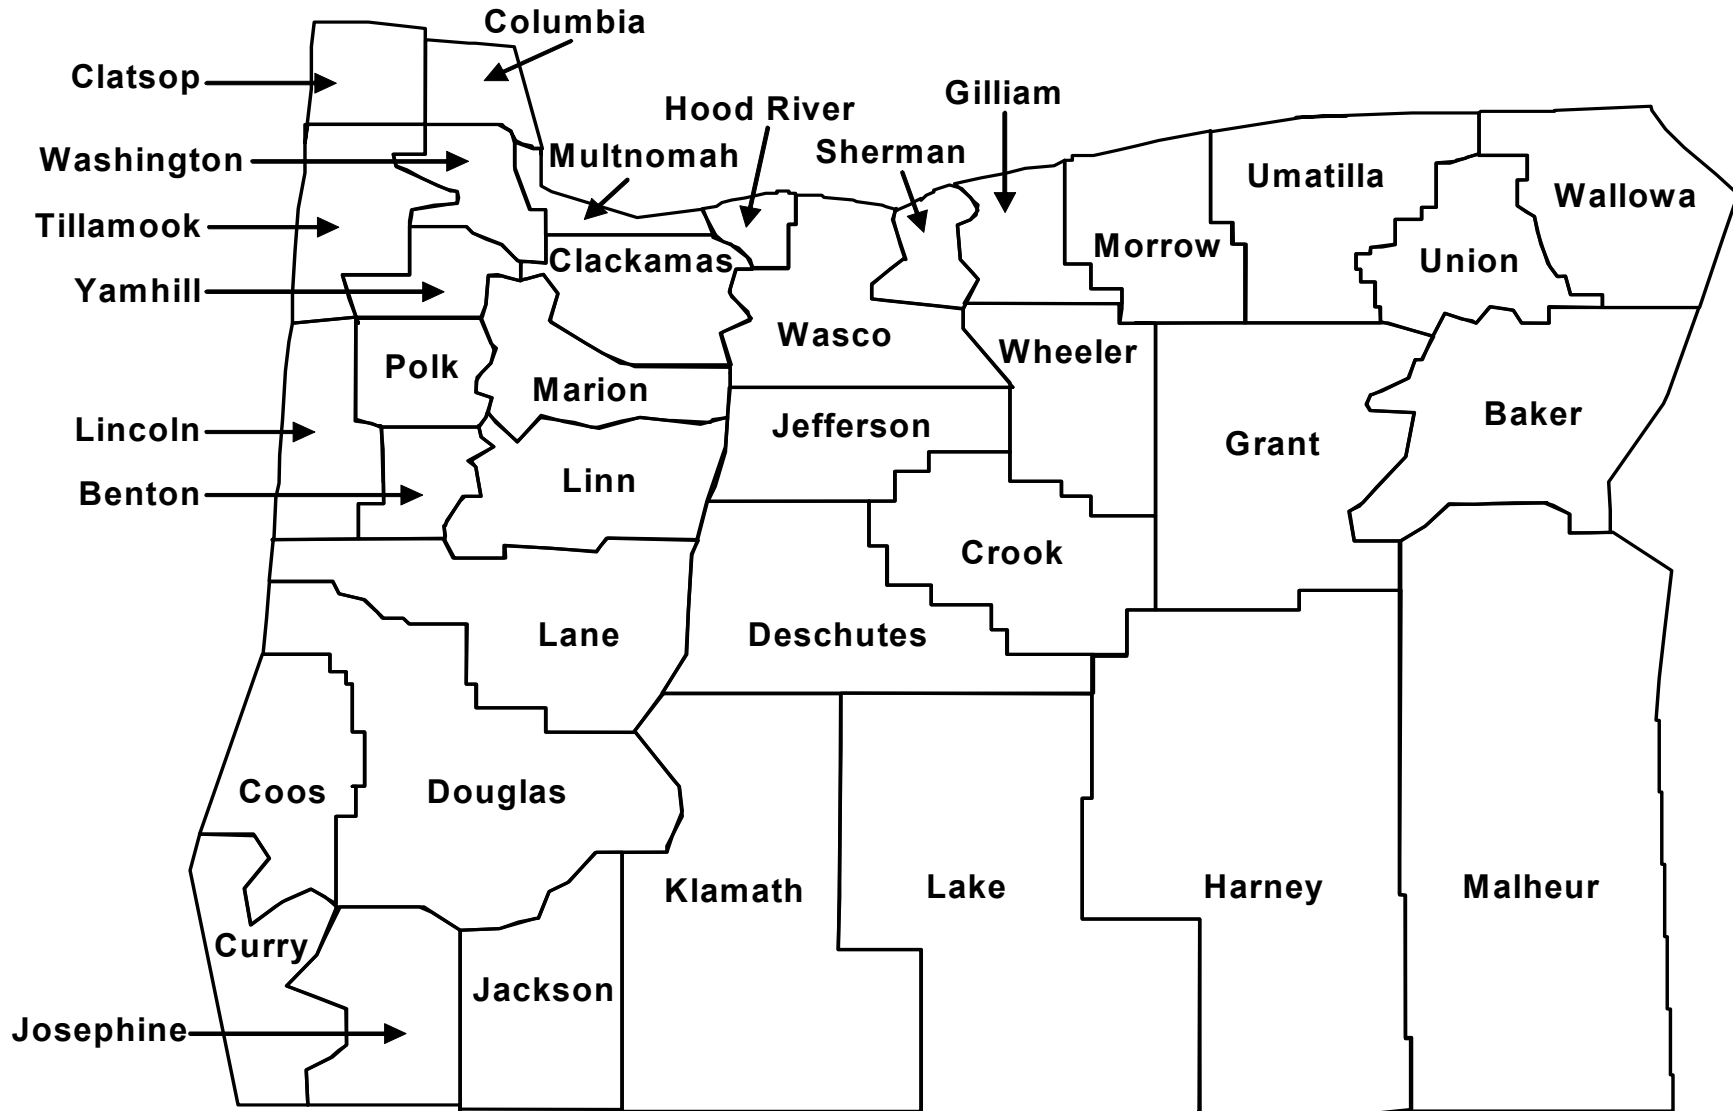 Columbia
Clatsop
Gilliam
Hood River
Washington
Multnomah
Sherman
Umatilla
Wallowa
Tillamook
Morrow
Clackamas
Union
Yamhill
Wasco
Wheeler
Polk
Marion
Baker
Lincoln
Jefferson
Grant
Linn
Benton
Crook
Lane
Deschutes
Coos
Douglas
Klamath
Lake
Harney
Malheur
Curry
Jackson
Josephine